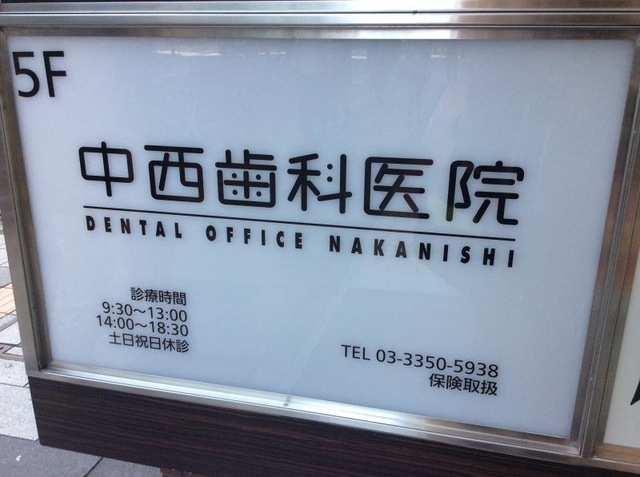 5F
中西歯科医院
DENTAL OFFICE NAKANISHI
診療時間
9:30〜13:00
14:00〜18:30
土日祝日休診
TEL 03-3350-5938
保険取扱